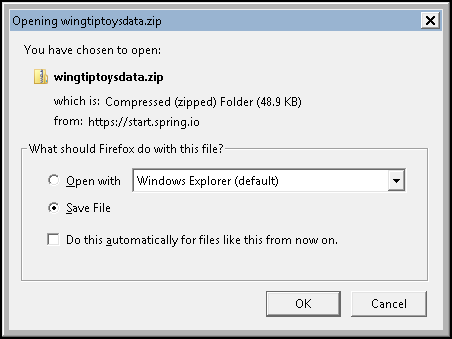 Opening wingtiptoysdata.zip
You have chosen to open:
wingtiptoysdata.zip
which is: Compressed (zipped) Folder (48.9 KB)
from: https://start.spring.io
What should Firefox do with this file?
Open with Windows Explorer (default)
Save File
Do this automatically for files like this from now on.
OK Cancel